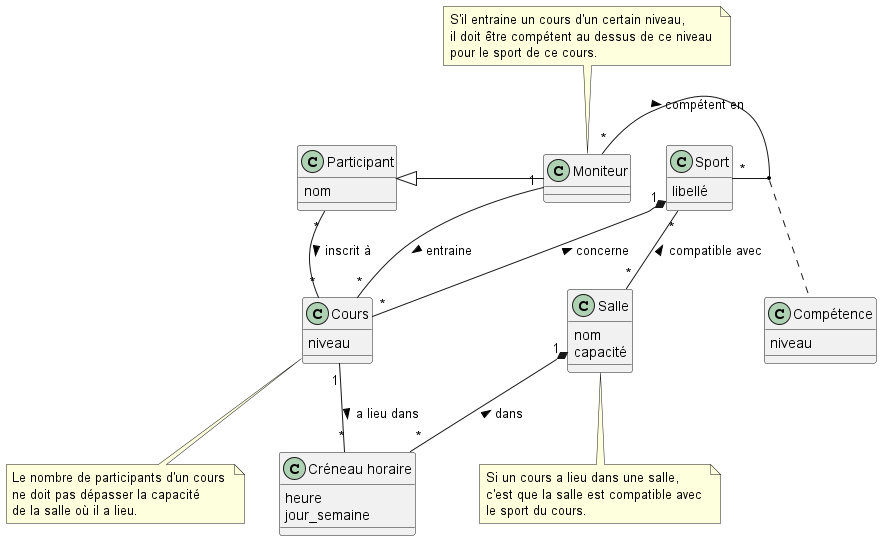 S'il entraine un cours d'un certain niveau,
il doit être compétent au dessus de ce niveau
pour le sport de ce cours.
compétent en
*
C Participant
nom
C Moniteur
C Sport
libellé
*
1
1
*
*
inscrit à
entraine
concerne
compatible avec
*
*
*
*
C Cours
niveau
C Salle
nom
capacité
C Compétence
niveau
1
1
a lieu dans
dans
*
*
C Créneau horaire
heure
jour_semaine
Le nombre de participants d'un cours
ne doit pas dépasser la capacité
de la salle où il a lieu.
Si un cours a lieu dans une salle,
c'est que la salle est compatible avec
le sport du cours.